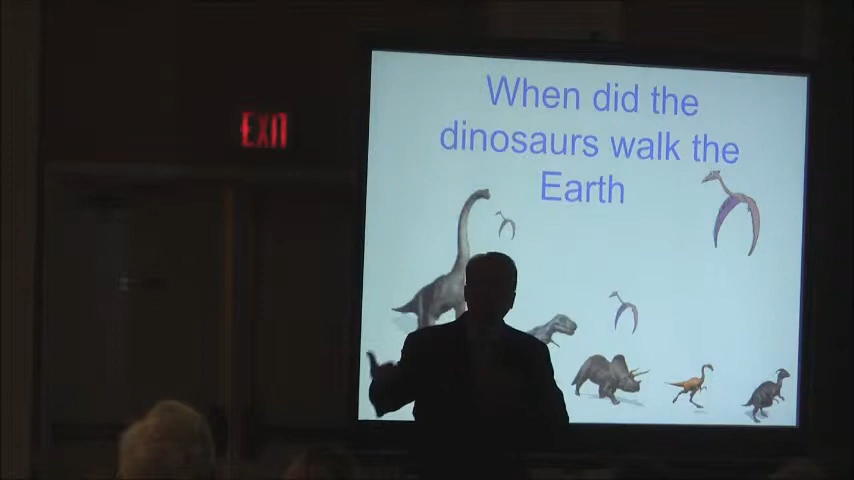 EXIT
When did the
dinosaurs walk the
Earth